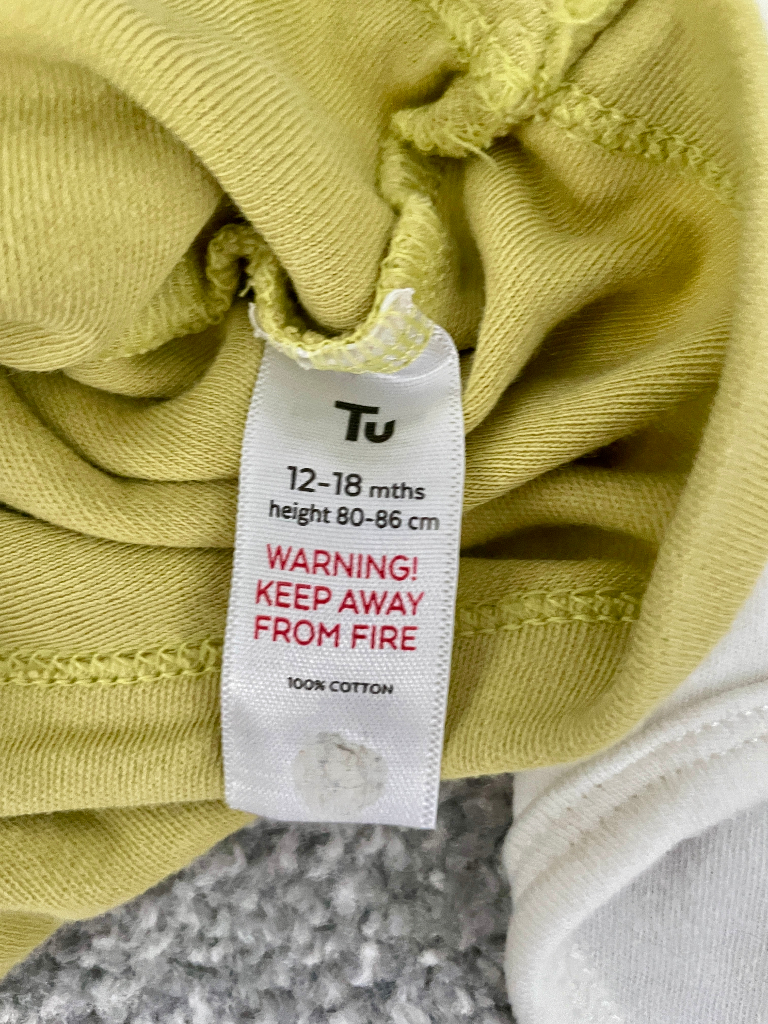 Tu
12-18 mths
height 80-86 cm
WARNING!
KEEP AWAY
FROM FIRE
100% COTTON